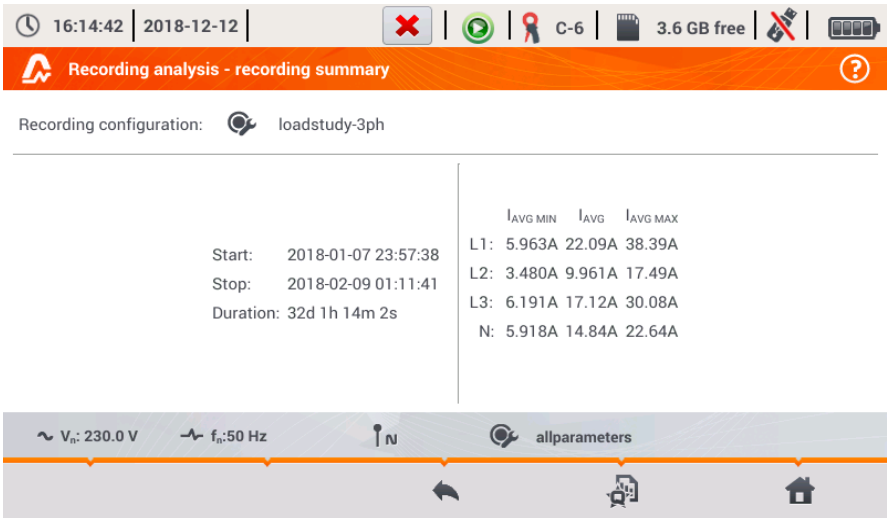 16:14:42 2018-12-12 C-6 3.6 GB free
Recording analysis - recording summary ?
Recording configuration: loadstudy-3ph
Start: 2018-01-07 23:57:38
Stop: 2018-02-09 01:11:41
Duration: 32d 1h 14m 2s
IAVG MIN IAVG IAVG MAX
L1: 5.963A 22.09A 38.39A
L2: 3.480A 9.961A 17.49A
L3: 6.191A 17.12A 30.08A
N: 5.918A 14.84A 22.64A
Vn: 230.0 V fn:50 Hz N allparameters